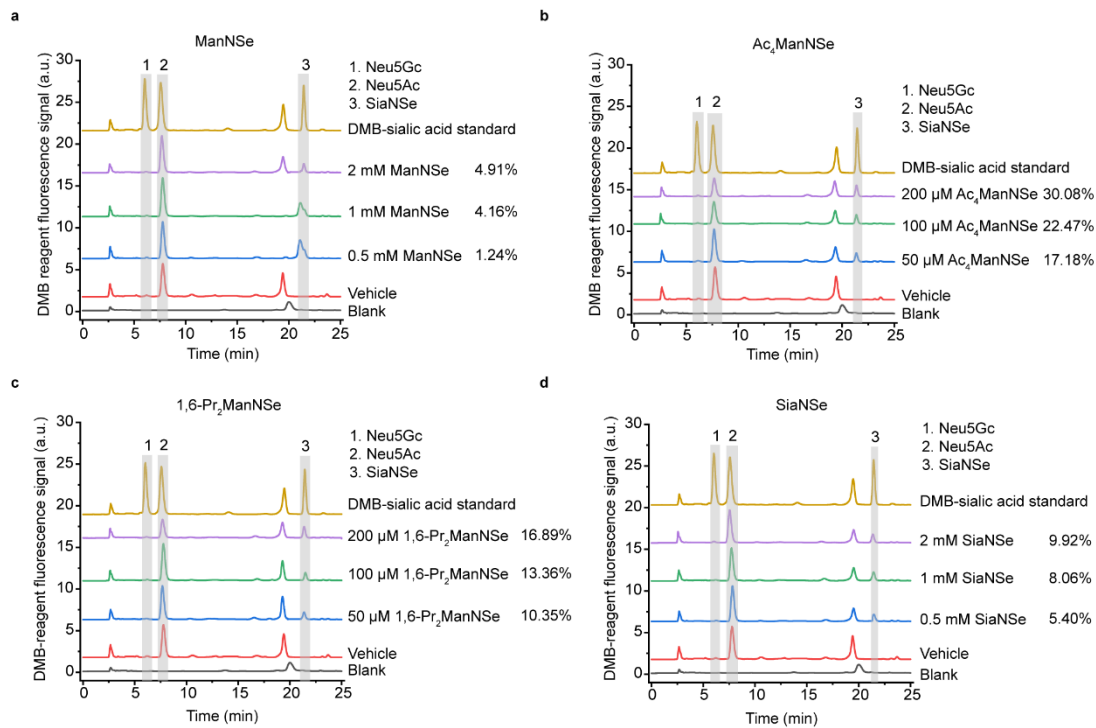 a
ManNSe
DMB reagent fluorescence signal (a.u.)
30
25
20
15
10
5
0
1 2 3
1. Neu5Gc
2. Neu5Ac
3. SiaNSe
DMB-sialic acid standard
2 mM ManNSe 4.91%
1 mM ManNSe 4.16%
0.5 mM ManNSe 1.24%
Vehicle
Blank
0 5 10 15 20 25
Time (min)
b
Ac₄ManNSe
DMB reagent fluorescence signal (a.u.)
30
25
20
15
10
5
0
1 2 3
1. Neu5Gc
2. Neu5Ac
3. SiaNSe
DMB-sialic acid standard
200 μM Ac₄ManNSe 30.08%
100 μM Ac₄ManNSe 22.47%
50 μM Ac₄ManNSe 17.18%
Vehicle
Blank
0 5 10 15 20 25
Time (min)
c
1,6-Pr₂ManNSe
DMB-reagent fluorescence signal (a.u.)
30
25
20
15
10
5
0
1 2 3
1. Neu5Gc
2. Neu5Ac
3. SiaNSe
DMB-sialic acid standard
200 μM 1,6-Pr₂ManNSe 16.89%
100 μM 1,6-Pr₂ManNSe 13.36%
50 μM 1,6-Pr₂ManNSe 10.35%
Vehicle
Blank
0 5 10 15 20 25
Time (min)
d
SiaNSe
DMB-reagent fluorescence signal (a.u.)
30
25
20
15
10
5
0
1 2 3
1. Neu5Gc
2. Neu5Ac
3. SiaNSe
DMB-sialic acid standard
2 mM SiaNSe 9.92%
1 mM SiaNSe 8.06%
0.5 mM SiaNSe 5.40%
Vehicle
Blank
0 5 10 15 20 25
Time (min)